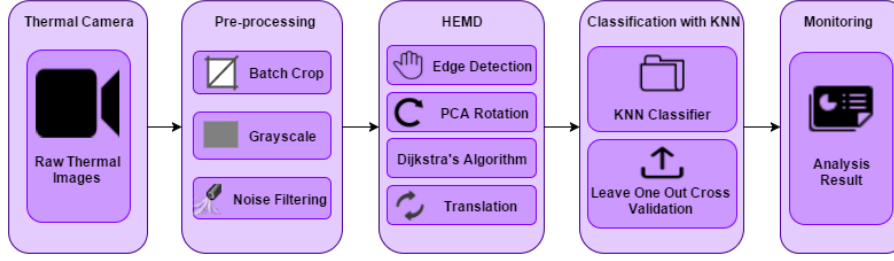 Thermal Camera
Raw Thermal
Images
Pre-processing
Batch Crop
Grayscale
Noise Filtering
HEMD
Edge Detection
PCA Rotation
Dijkstra's Algorithm
Translation
Classification with KNN
KNN Classifier
Leave One Out Cross
Validation
Monitoring
Analysis
Result